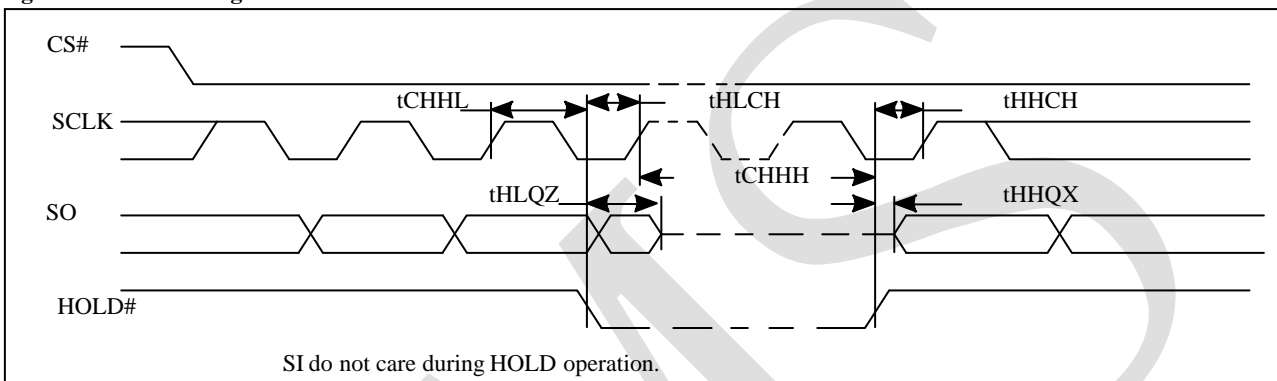 CS#
tCHHL
tHLCH
tHHCH
SCLK
tCHHH
tHLQZ
tHHQX
SO
HOLD#
SI do not care during HOLD operation.